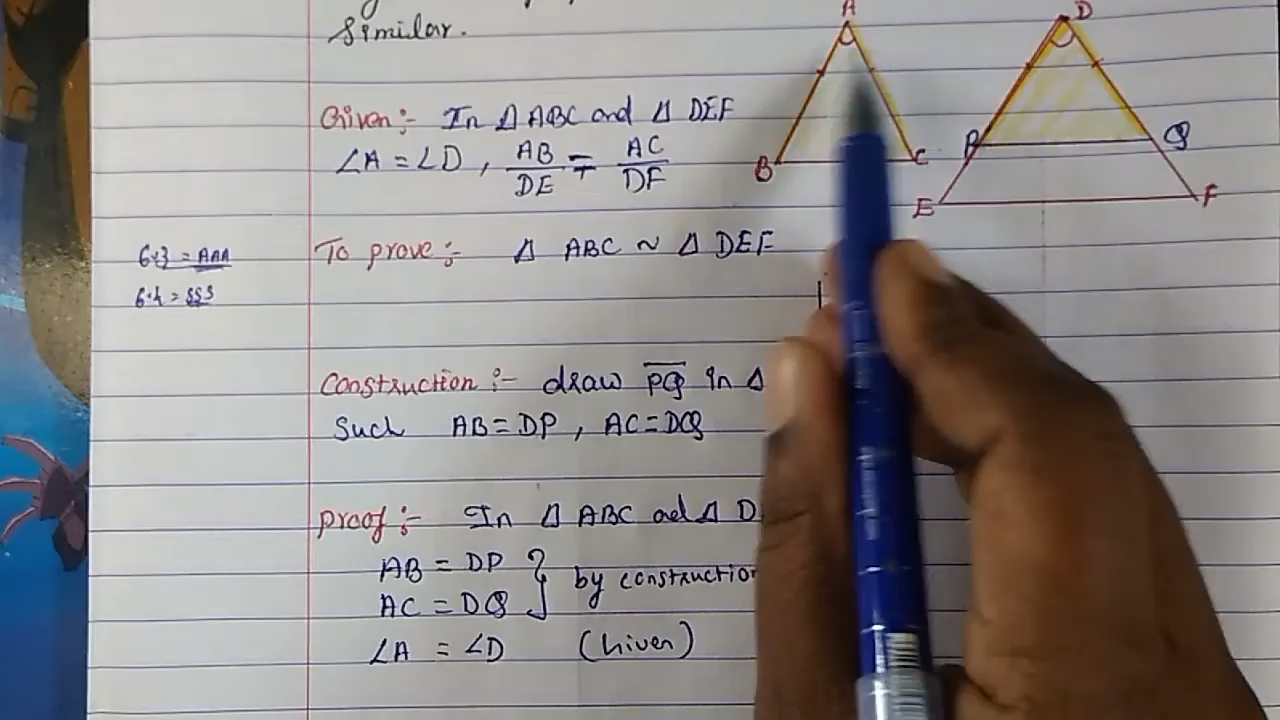 Similar.
A
D
Given :- In Δ ABC and Δ DEF
∠A = ∠D , AB/DE = AC/DF
B
C
P
Q
E
F
To prove :- Δ ABC ~ Δ DEF
6.3 = AAA
6.4 = SSS
Construction :- draw PQ in Δ
Such AB = DP , AC = DQ
Proof :- In Δ ABC ad Δ D
AB = DP } by construction
AC = DQ
∠A = ∠D (Given)